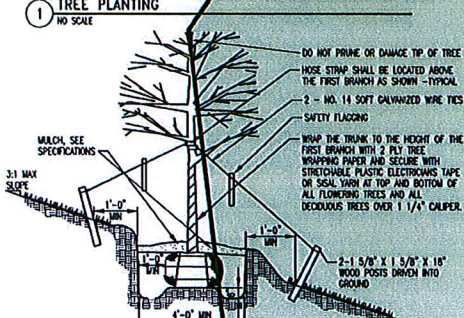 1 TREE PLANTING
NO SCALE
DO NOT PRUNE OR DAMAGE TIP OF TREE
HOSE STRAP SHALL BE LOCATED ABOVE
THE FIRST BRANCH AS SHOWN -TYPICAL
2 - NO. 14 SOFT GALVANIZED WIRE TIES
SAFETY FLAGGING
MULCH, SEE
SPECIFICATIONS
WRAP THE TRUNK TO THE HEIGHT OF THE
FIRST BRANCH WITH 2 PLY TREE
WRAPPING PAPER AND SECURE WITH
STRETCHABLE PLASTIC ELECTRICIANS TAPE
OR SISAL YARN AT TOP AND BOTTOM OF
ALL FLOWERING TREES AND ALL
DECIDUOUS TREES OVER 1 1/4" CALIPER.
3:1 MAX
SLOPE
1'-0"
MIN
1'-0"
MIN
1'-0"
MIN
2-1 5/8" X 1 5/8" X 18"
WOOD POSTS DRIVEN INTO
GROUND
4'-0" MIN